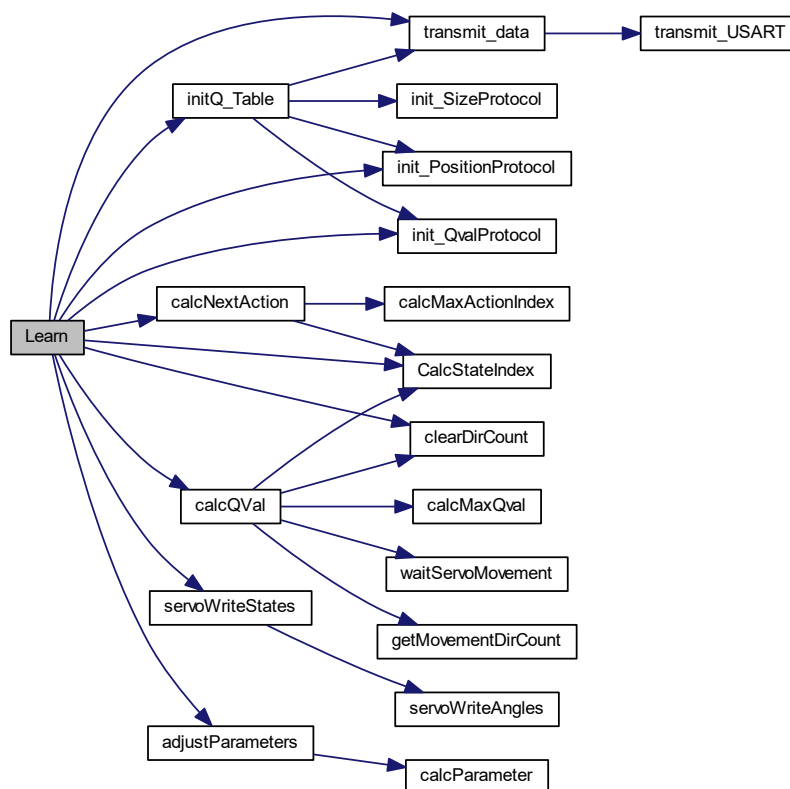 transmit_data
transmit_USART
initQ_Table
init_SizeProtocol
init_PositionProtocol
init_QvalProtocol
calcNextAction
calcMaxActionIndex
Learn
CalcStateIndex
clearDirCount
calcQVal
calcMaxQval
waitServoMovement
servoWriteStates
getMovementDirCount
servoWriteAngles
adjustParameters
calcParameter